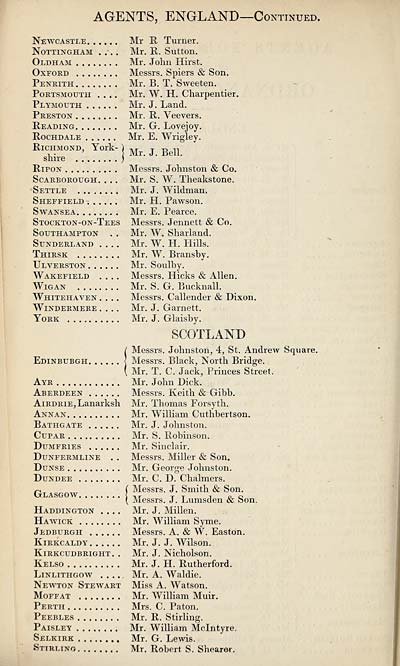 AGENTS, ENGLAND—Continued.
Newcastle...... Mr R Turner.
Nottingham .... Mr. R. Sutton.
Oldham ........ Mr. John Hirst.
Oxford ........ Messrs. Spiers & Son.
Penrith........ Mr. B. T. Sweeten.
Portsmouth .... Mr. W. H. Charpentier.
Plymouth ...... Mr. J. Land.
Preston ........ Mr. R. Veevers.
Reading........ Mr. G. Lovejoy.
Rochdale ...... Mr. E. Wrigley.
Richmond, York-
shire ........ } Mr. J. Bell.
Ripon .......... Messrs. Johnston & Co.
Scarborough.... Mr. S. W. Theakstone.
Settle ........ Mr. J. Wildman.
Sheffield...... Mr. H. Pawson.
Swansea........ Mr. E. Pearce.
Stockton-on-Tees Messrs. Jennett & Co.
Southampton .. Mr. W. Sharland.
Sunderland .... Mr. W. H. Hills.
Thirsk ........ Mr. W. Bransby.
Ulverston...... Mr. Soulby.
Wakefield .... Messrs. Hicks & Allen.
Wigan ........ Mr. S. G. Bucknall.
Whitehaven.... Messrs. Callender & Dixon.
Windermere.... Mr. J. Garnett.
York .......... Mr. J. Glaisby.
SCOTLAND
Messrs. Johnston, 4, St. Andrew Square.
Edinburgh...... { Messrs. Black, North Bridge.
Mr. T. C. Jack, Princes Street.
Ayr ............ Mr. John Dick.
Aberdeen ...... Messrs. Keith & Gibb.
Airdrie, Lanarksh Mr. Thomas Forsyth.
Annan.......... Mr. William Cuthbertson.
Bathgate ...... Mr. J. Johnston.
Cupar.......... Mr. S. Robinson.
Dumfries ...... Mr. Sinclair.
Dunfermline .. Messrs. Miller & Son.
Dunse.......... Mr. George Johnston.
Dundee ........ Mr. C. D. Chalmers.
Glasgow........ { Messrs. J. Smith & Son.
Messrs. J. Lumsden & Son.
Haddington .... Mr. J. Millen.
Hawick ........ Mr. William Syme.
Jedburgh ...... Messrs. A. & W. Easton.
Kirkcaldy...... Mr. J. J. Wilson.
Kirkcudbright.. Mr. J. Nicholson.
Kelso .......... Mr. J. H. Rutherford.
Linlithgow .... Mr. A. Waldie.
Newton Stewart Miss A. Watson.
Moffat ........ Mr. William Muir.
Perth.......... Mrs. C. Paton.
Peebles........ Mr. R. Stirling.
Paisley ........ Mr. William McIntyre.
Selkirk ........ Mr. G. Lewis.
Stirling........ Mr. Robert S. Shearer.